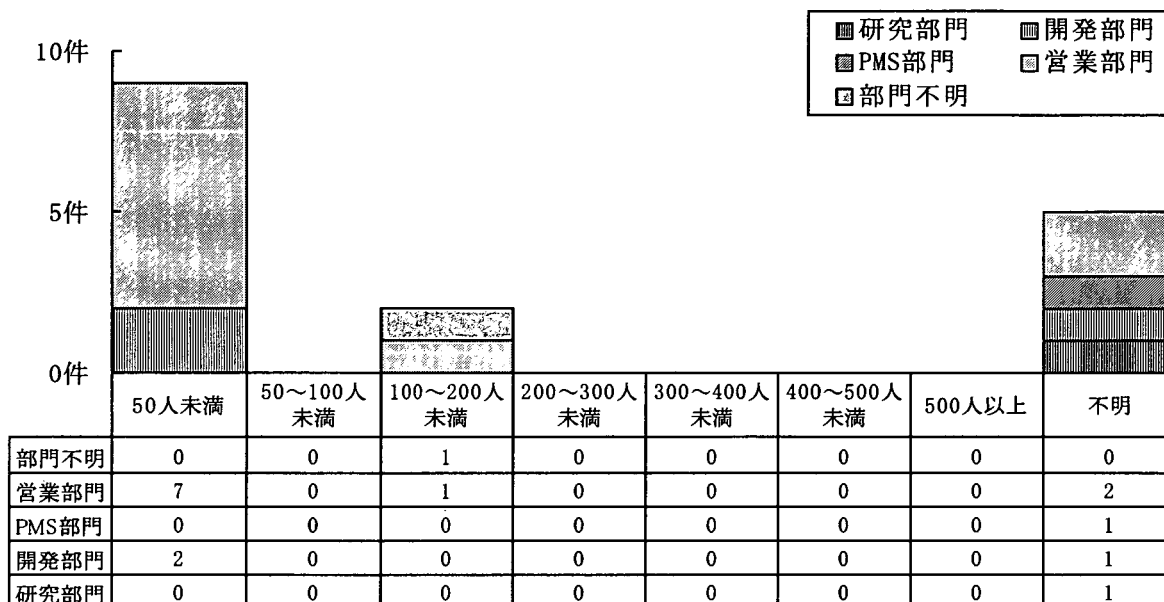 ■研究部門 ■開発部門
■PMS部門 □営業部門
□部門不明
10件
5件
0件
50人未満 50～100人未満 100～200人未満 200～300人未満 300～400人未満 400～500人未満 500人以上 不明
部門不明 0 0 1 0 0 0 0 0
営業部門 7 0 1 0 0 0 0 2
PMS部門 0 0 0 0 0 0 0 1
開発部門 2 0 0 0 0 0 0 1
研究部門 0 0 0 0 0 0 0 1